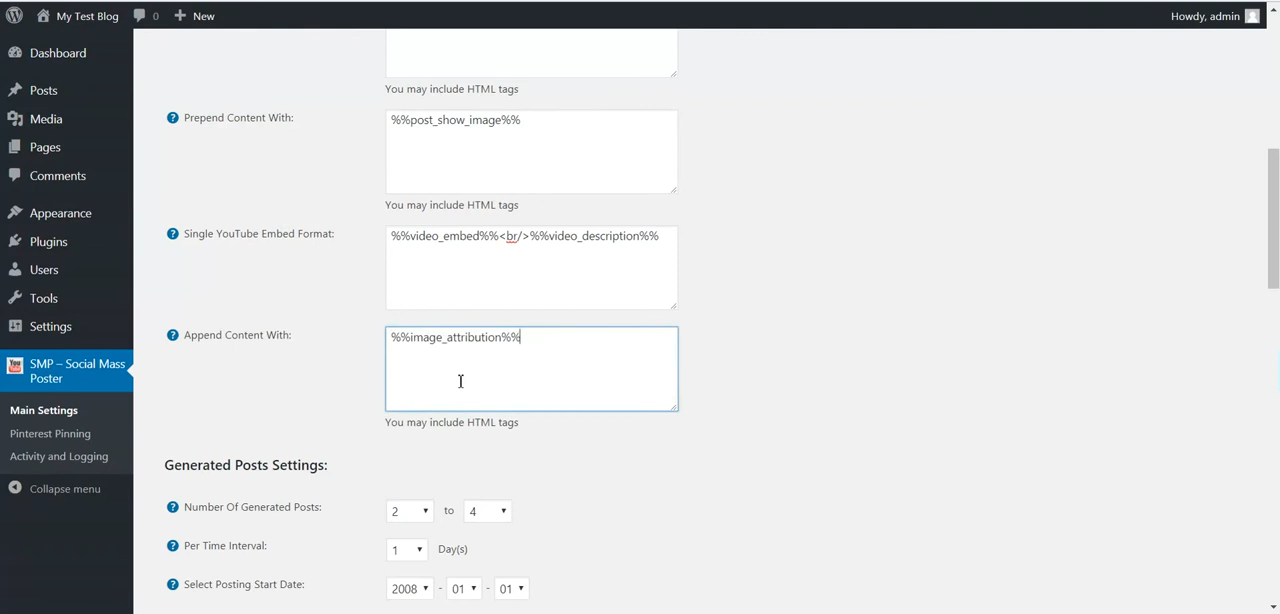 My Test Blog
0
New
Howdy, admin
Dashboard
Posts
Media
Pages
Comments
Appearance
Plugins
Users
Tools
Settings
You
Tube
SMP – Social Mass
Poster
Main Settings
Pinterest Pinning
Activity and Logging
Collapse menu
You may include HTML tags
Prepend Content With:
%%post_show_image%%
You may include HTML tags
Single YouTube Embed Format:
%%video_embed%%<br/>%%video_description%%
Append Content With:
%%image_attribution%%
You may include HTML tags
Generated Posts Settings:
Number Of Generated Posts:
2 to 4
Per Time Interval:
1 Day(s)
Select Posting Start Date:
2008 - 01 - 01